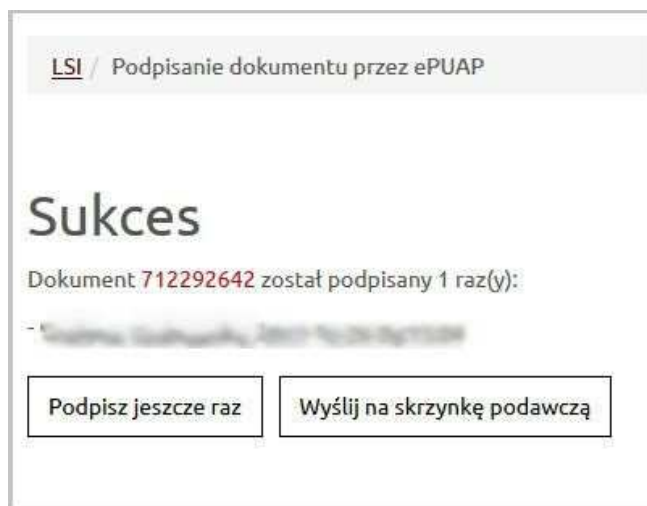 LSI / Podpisanie dokumentu przez ePUAP
Sukces
Dokument 712292642 został podpisany 1 raz(y):
-
Podpisz jeszcze raz
Wyślij na skrzynkę podawczą